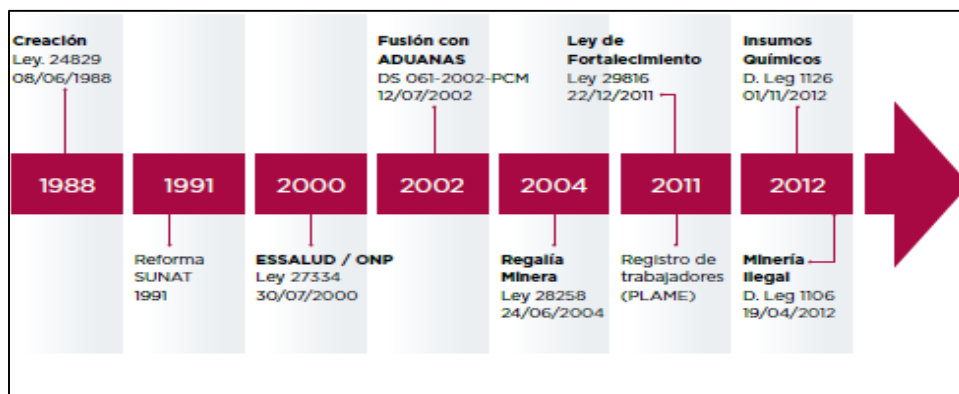 Creación
Ley. 24829
08/06/1988
Fusión con
ADUANAS
DS 061-2002-PCM
12/07/2002
Ley de
Fortalecimiento
Ley 29816
22/12/2011
Insumos
Químicos
D. Leg 1126
01/11/2012
1988
1991
2000
2002
2004
2011
2012
Reforma
SUNAT
1991
ESSALUD / ONP
Ley 27334
30/07/2000
Regalía
Minera
Ley 28258
24/06/2004
Registro de
trabajadores
(PLAME)
Minería
Ilegal
D. Leg 1106
19/04/2012